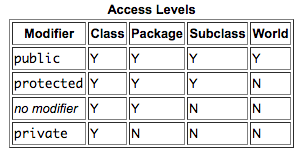 Access Levels
Modifier Class Package Subclass World
public Y Y Y Y
protected Y Y Y N
no modifier Y Y N N
private Y N N N